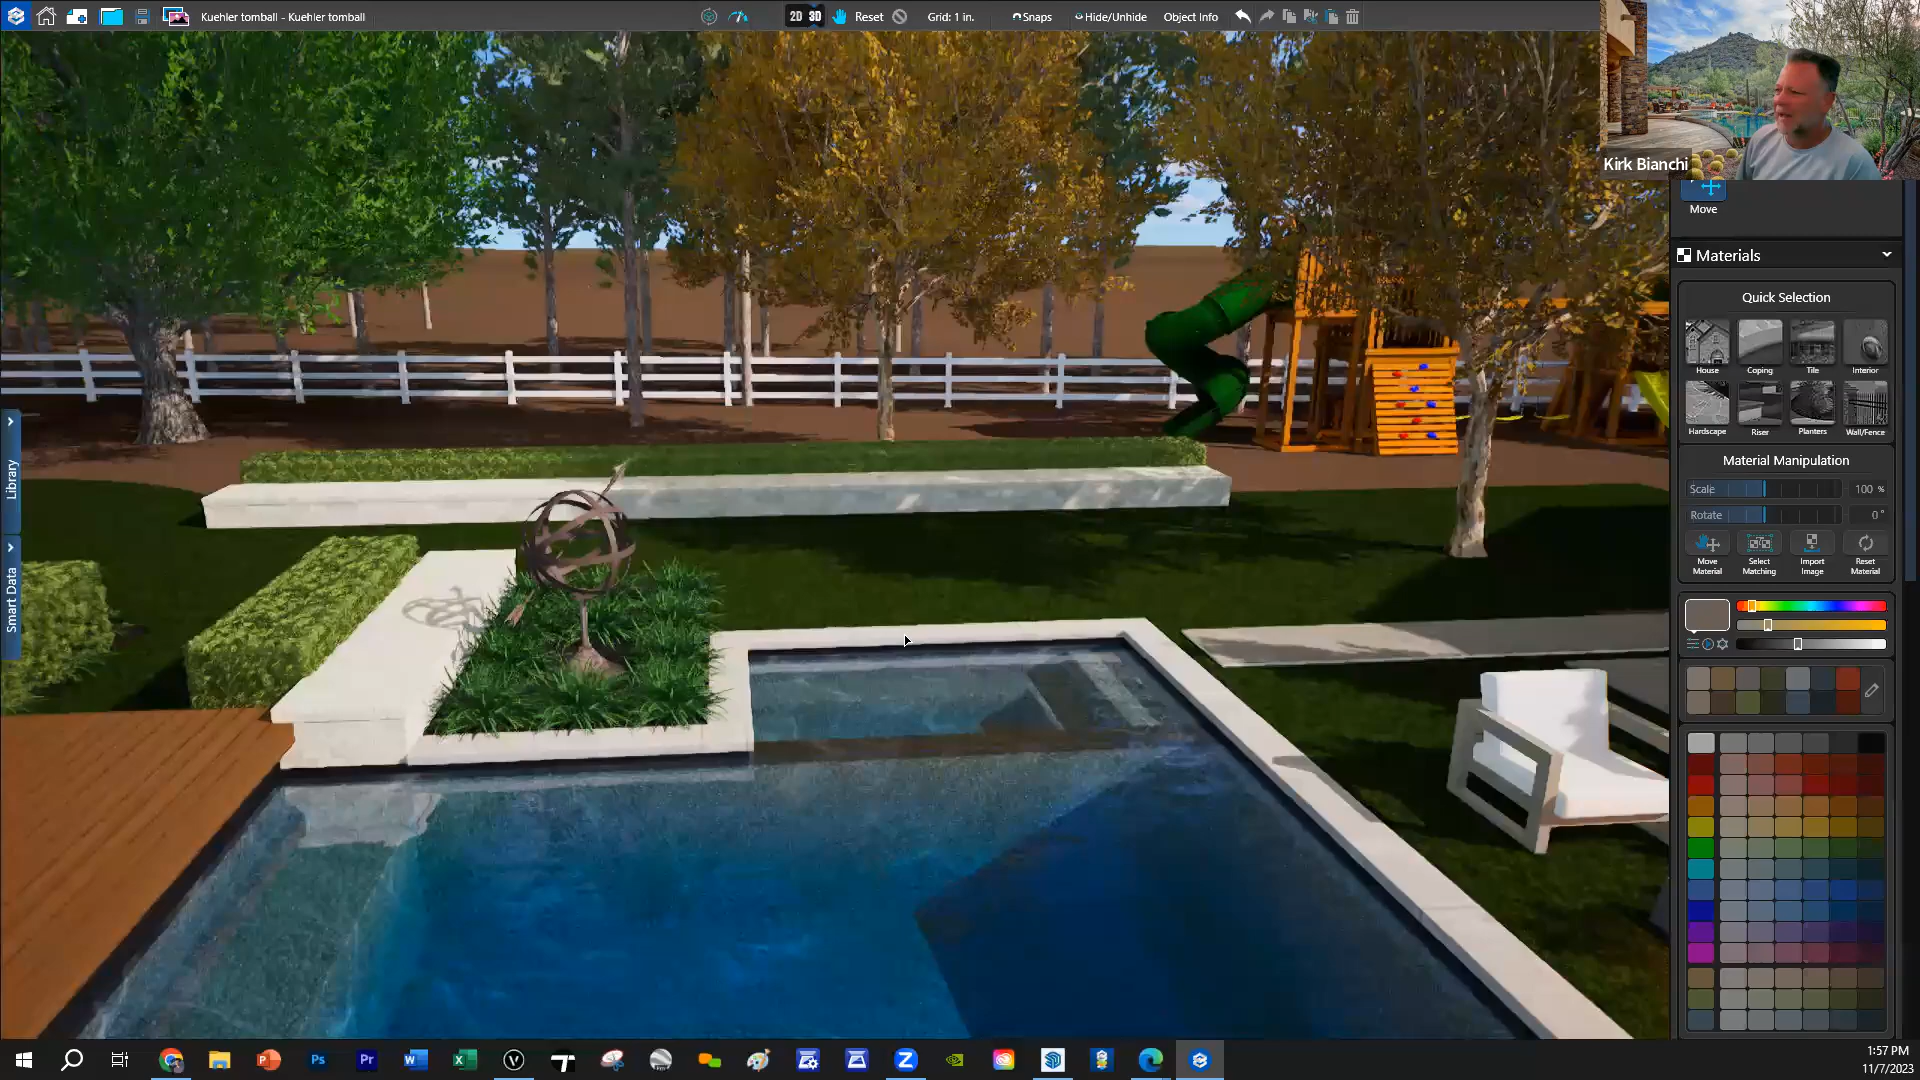 Kuehler tomball - Kuehler tomball
2D 3D Reset Grid: 1 in. Snaps Hide/Unhide Object Info
Kirk Bianchi
Move
Materials
Quick Selection
House Coping Tile Interior
Hardscape Riser Planters Wall/Fence
Material Manipulation
Scale 100 %
Rotate 0°
Move Material Select Matching Import Image Reset Material
Library
Smart Data
Ps Pr
1:57 PM
11/7/2023